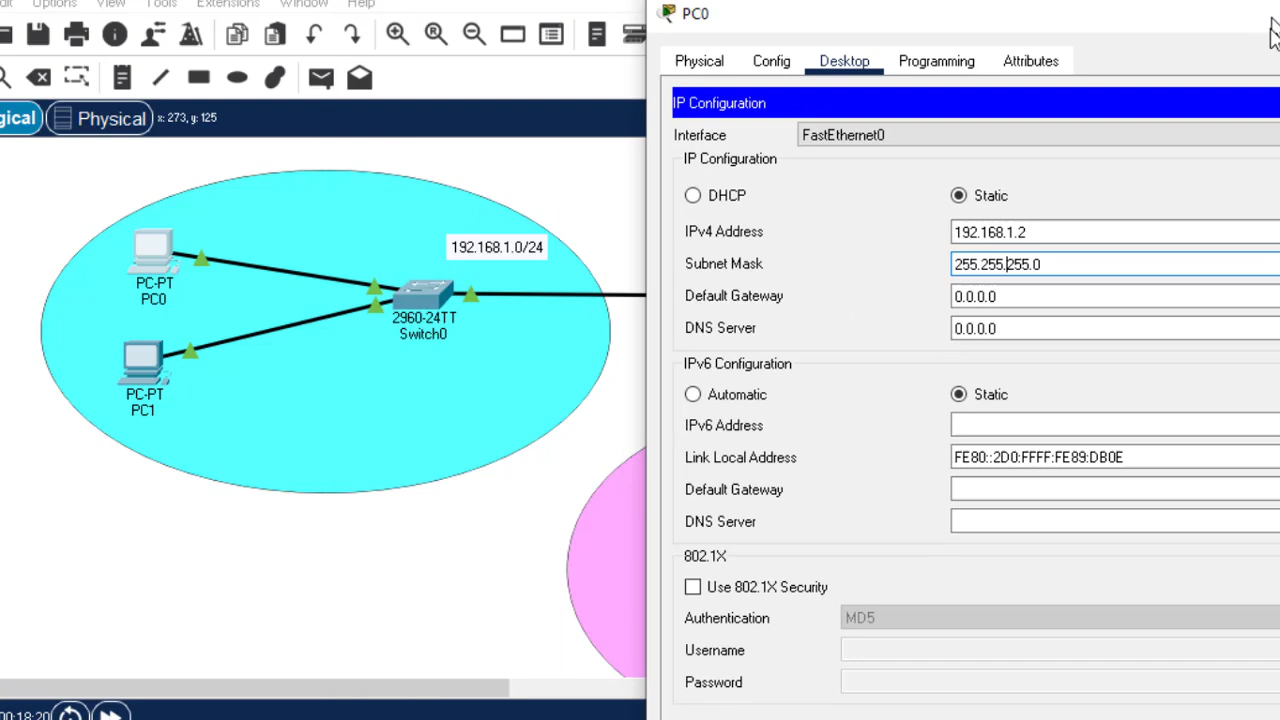 Options View Tools Extensions Window Help
PC0
Physical Config Desktop Programming Attributes
gical Physical x: 273, y: 125
IP Configuration
Interface FastEthernet0
IP Configuration
DHCP Static
IPv4 Address 192.168.1.2
Subnet Mask 255.255.255.0
Default Gateway 0.0.0.0
DNS Server 0.0.0.0
IPv6 Configuration
Automatic Static
IPv6 Address
Link Local Address FE80::2D0:FFFF:FE89:DB0E
Default Gateway
DNS Server
802.1X
Use 802.1X Security
Authentication MD5
Username
Password
192.168.1.0/24
PC-PT
PC0
2960-24TT
Switch0
PC-PT
PC1
00:18:20